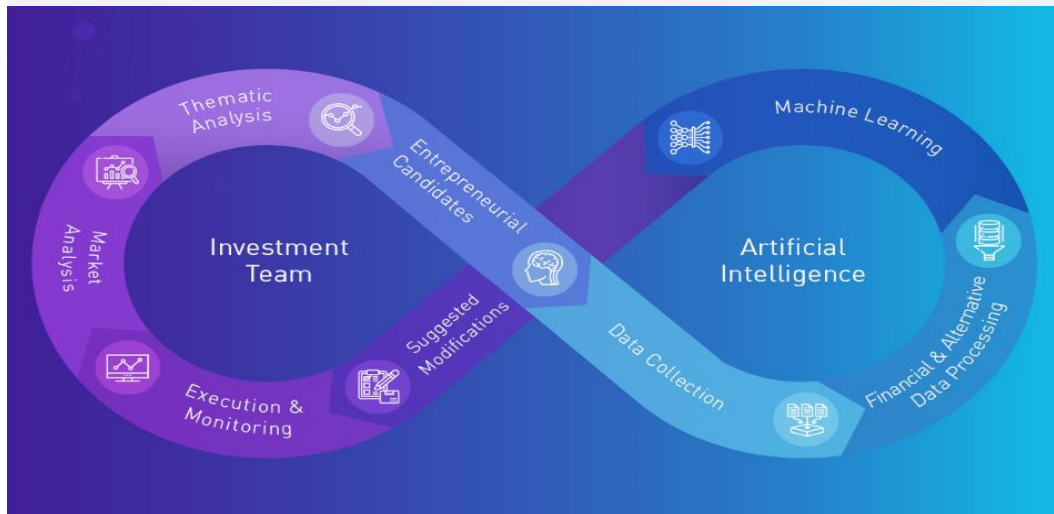 Thematic
Analysis
Entrepreneurial
Candidates
Machine Learning
Market
Analysis
Investment
Team
Artificial
Intelligence
Suggested
Modifications
Data Collection
Financial & Alternative
Data Processing
Execution &
Monitoring